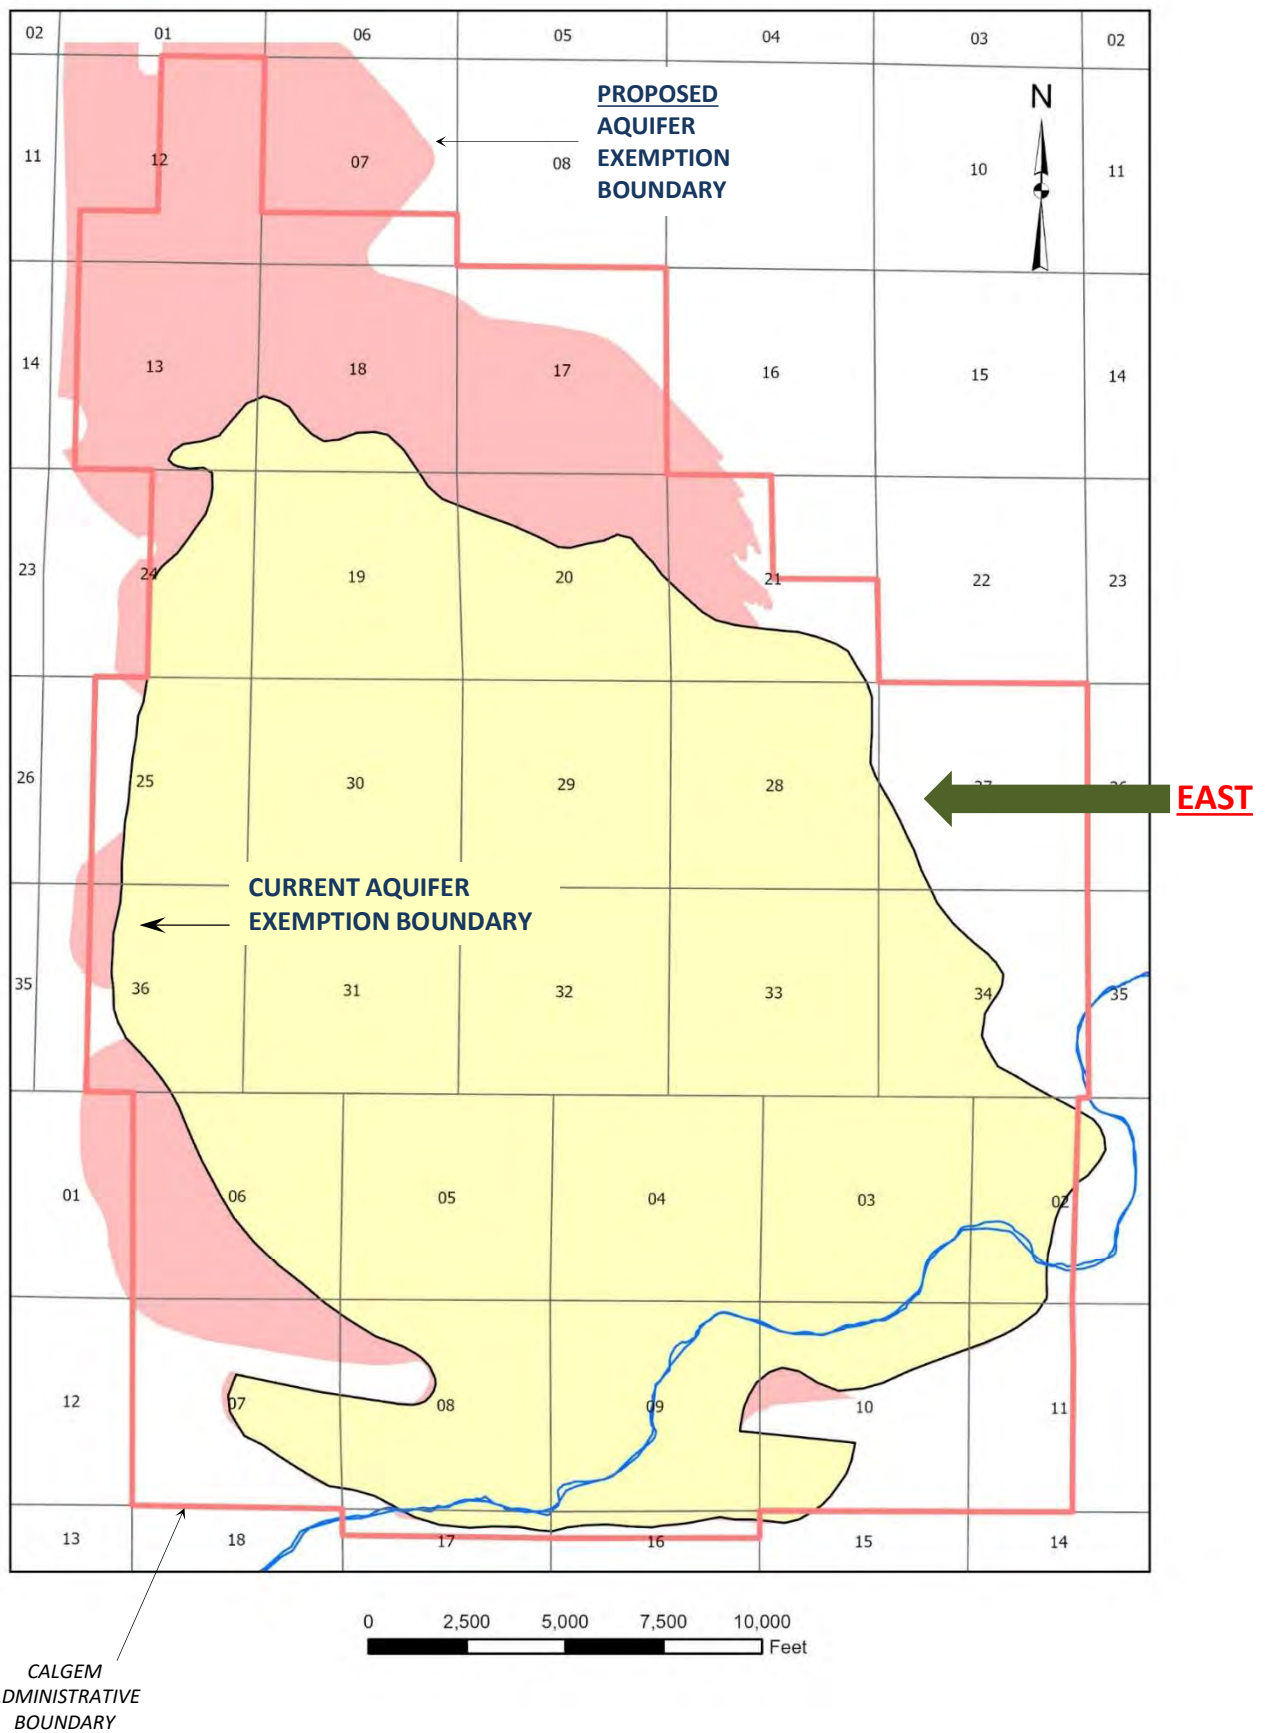 02 01 06 05 04 03 02
N
PROPOSED
AQUIFER
EXEMPTION
BOUNDARY
11 12 07 08 10 11
14 13 18 17 16 15 14
23 24 19 20 21 22 23
26 25 30 29 28
EAST
CURRENT AQUIFER
EXEMPTION BOUNDARY
35 36 31 32 33 34 35
01 06 05 04 03 02
12 07 08 09 10 11
13 18 17 16 15 14
0 2,500 5,000 7,500 10,000
Feet
CALGEM
DMINISTRATIVE
BOUNDARY